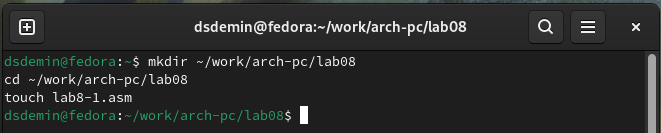 dsdemin@fedora:~/work/arch-pc/lab08
dsdemin@fedora:~$ mkdir ~/work/arch-pc/lab08
cd ~/work/arch-pc/lab08
touch lab8-1.asm
dsdemin@fedora:~/work/arch-pc/lab08$